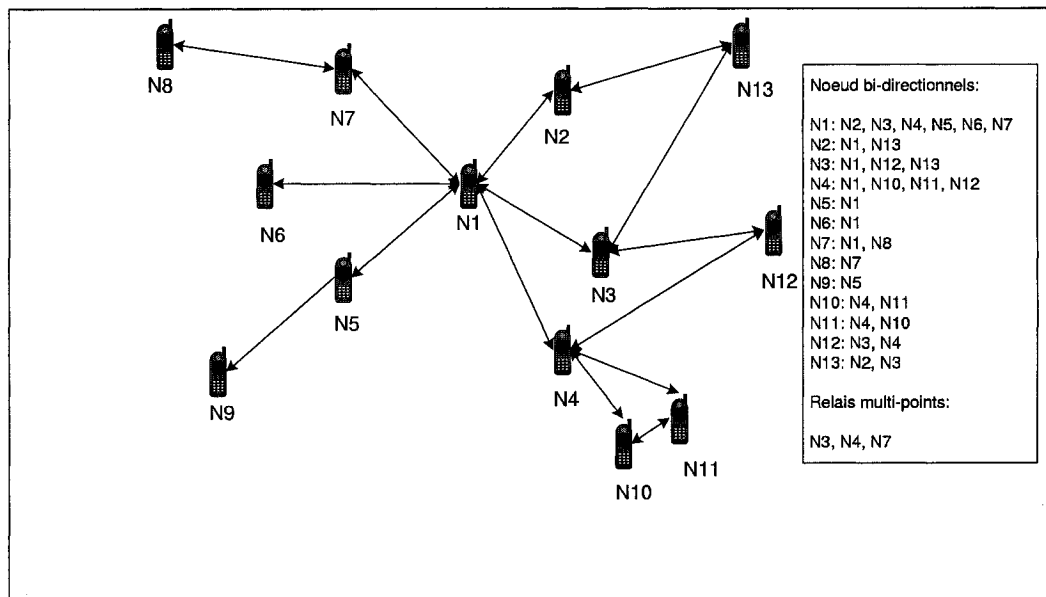 N8
N7
N2
N13
N6
N1
N5
N3
N12
N9
N4
N10
N11
Noeud bi-directionnels:
N1: N2, N3, N4, N5, N6, N7
N2: N1, N13
N3: N1, N12, N13
N4: N1, N10, N11, N12
N5: N1
N6: N1
N7: N1, N8
N8: N7
N9: N5
N10: N4, N11
N11: N4, N10
N12: N3, N4
N13: N2, N3
Relais multi-points:
N3, N4, N7